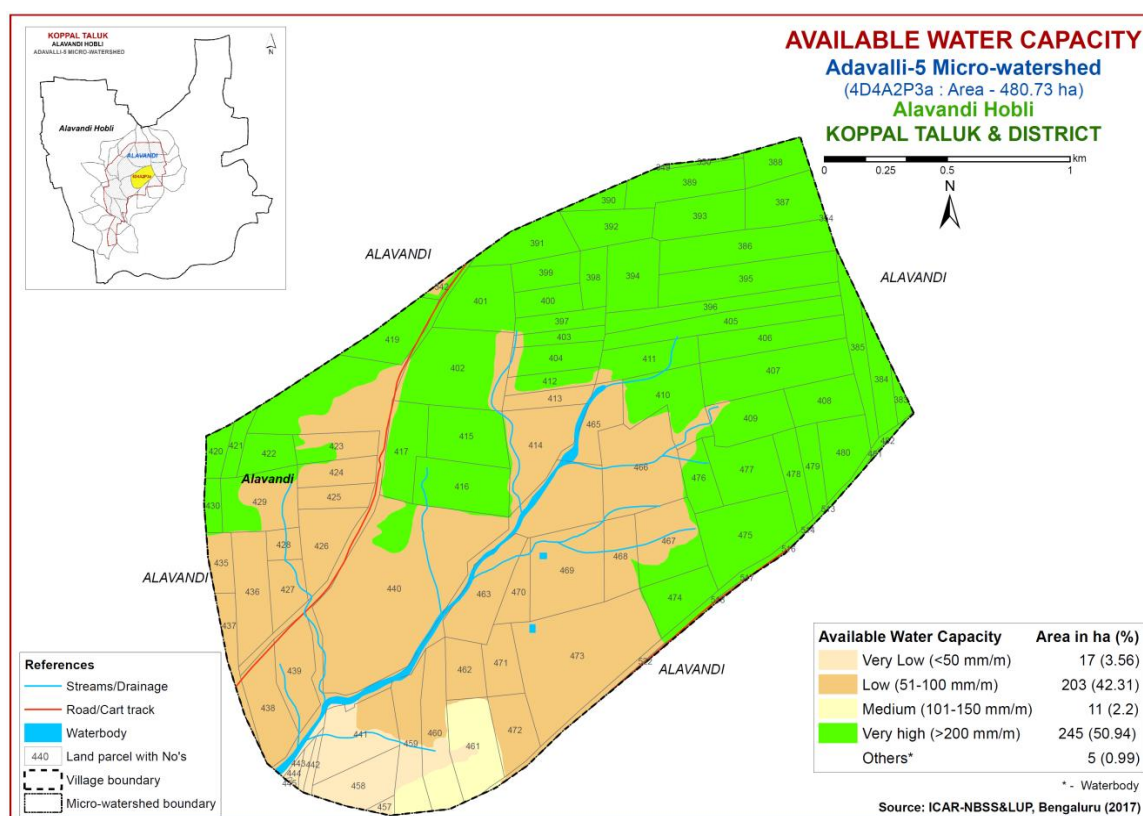 KOPPAL TALUK
ALAVANDI HOBLI
ADAVALLI-5 MICRO-WATERSHED
N
Alavandi Hobli
ALAVANDI
4D4A2P3a
AVAILABLE WATER CAPACITY
Adavalli-5 Micro-watershed
(4D4A2P3a : Area - 480.73 ha)
Alavandi Hobli
KOPPAL TALUK & DISTRICT
km
0 0.25 0.5 1
N
388
389
390
387
393
392
391
386
ALAVANDI
ALAVANDI
399
398
394
395
401
400
396
397
405
403
406
419
411
385
404
402
407
412
384
410
413
408
383
409
465
415
414
423
421
420
422
417
480
466
424
477
479
478
476
Alavandi
416
425
429
430
475
428
426
467
435
468
469
ALAVANDI
436
427
440
463
470
474
437
473
ALAVANDI
439
462
471
438
472
441
460
459
461
443
442
444
458
457
References
Streams/Drainage
Road/Cart track
Waterbody
440 Land parcel with No's
Village boundary
Micro-watershed boundary
Available Water Capacity Area in ha (%)
Very Low (<50 mm/m) 17 (3.56)
Low (51-100 mm/m) 203 (42.31)
Medium (101-150 mm/m) 11 (2.2)
Very high (>200 mm/m) 245 (50.94)
Others* 5 (0.99)
* - Waterbody
Source: ICAR-NBSS&LUP, Bengaluru (2017)